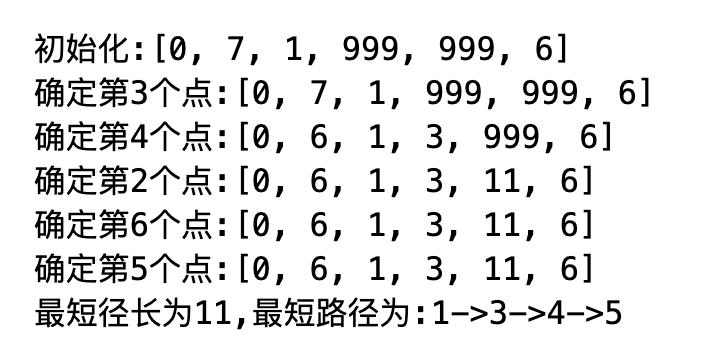 初始化:[0, 7, 1, 999, 999, 6]
确定第3个点:[0, 7, 1, 999, 999, 6]
确定第4个点:[0, 6, 1, 3, 999, 6]
确定第2个点:[0, 6, 1, 3, 11, 6]
确定第6个点:[0, 6, 1, 3, 11, 6]
确定第5个点:[0, 6, 1, 3, 11, 6]
最短径长为11,最短路径为:1->3->4->5